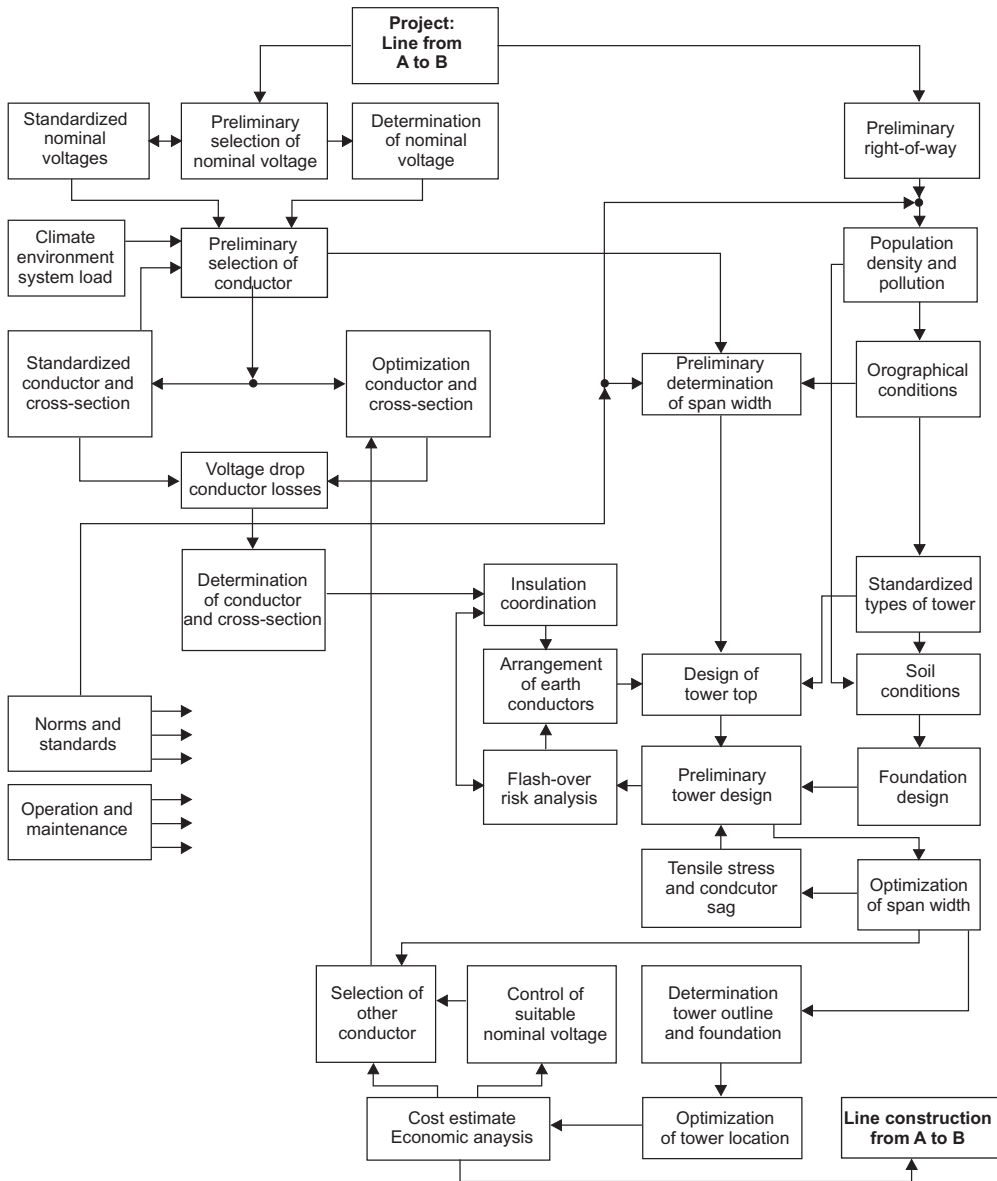 Project:
Line from
A to B
Standardized
nominal
voltages
Preliminary
selection of
nominal voltage
Determination
of nominal
voltage
Preliminary
right-of-way
Climate
environment
system load
Preliminary
selection of
conductor
Population
density and
pollution
Standardized
conductor and
cross-section
Optimization
conductor and
cross-section
Preliminary
determination
of span width
Orographical
conditions
Voltage drop
conductor losses
Determination
of conductor
and cross-section
Insulation
coordination
Standardized
types of tower
Arrangement
of earth
conductors
Design of
tower top
Soil
conditions
Norms and
standards
Flash-over
risk analysis
Preliminary
tower design
Foundation
design
Operation and
maintenance
Tensile stress
and condcutor
sag
Optimization
of span width
Selection of
other
conductor
Control of
suitable
nominal voltage
Determination
tower outline
and foundation
Cost estimate
Economic anaysis
Optimization
of tower location
Line construction
from A to B